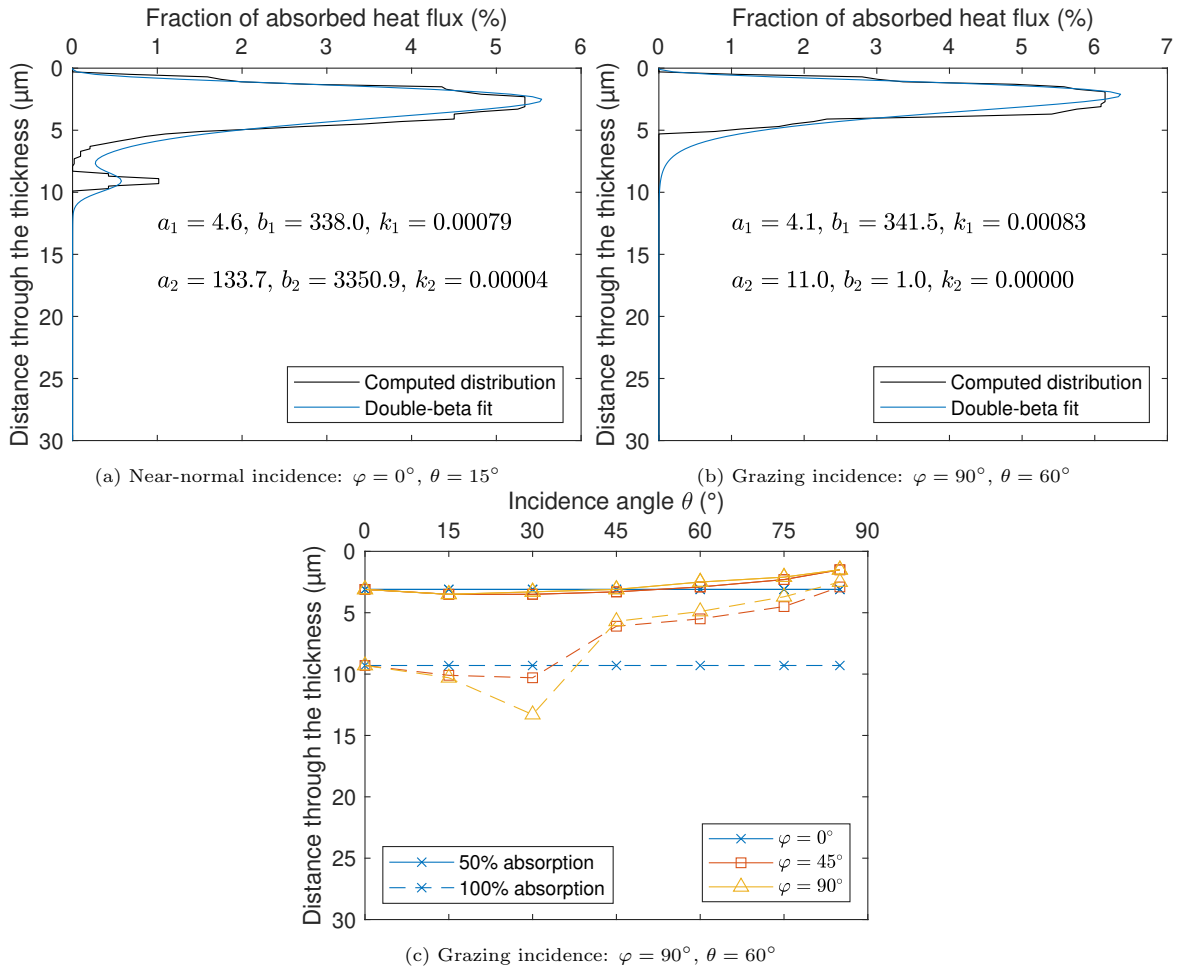 Fraction of absorbed heat flux (%)
0 1 2 3 4 5 6
Distance through the thickness (µm)
0
5
10
15
20
25
30
a₁ = 4.6, b₁ = 338.0, k₁ = 0.00079
a₂ = 133.7, b₂ = 3350.9, k₂ = 0.00004
Computed distribution
Double-beta fit
(a) Near-normal incidence: φ = 0°, θ = 15°
Fraction of absorbed heat flux (%)
0 1 2 3 4 5 6 7
Distance through the thickness (µm)
0
5
10
15
20
25
30
a₁ = 4.1, b₁ = 341.5, k₁ = 0.00083
a₂ = 11.0, b₂ = 1.0, k₂ = 0.00000
Computed distribution
Double-beta fit
(b) Grazing incidence: φ = 90°, θ = 60°
Incidence angle θ (°)
0 15 30 45 60 75 90
Distance through the thickness (µm)
0
5
10
15
20
25
30
50% absorption
100% absorption
φ = 0°
φ = 45°
φ = 90°
(c) Grazing incidence: φ = 90°, θ = 60°